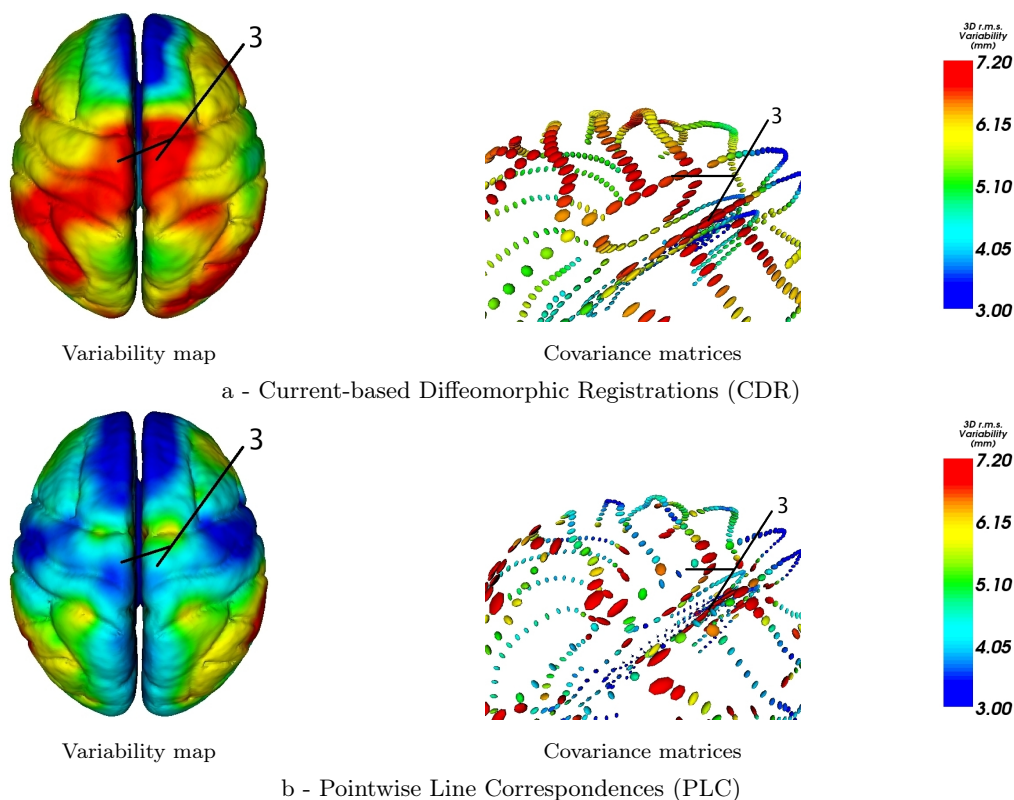 3
3
3D r.m.s.
Variability
(mm)
7.20
6.15
5.10
4.05
3.00
Variability map
Covariance matrices
a - Current-based Diffeomorphic Registrations (CDR)
3
3
3D r.m.s.
Variability
(mm)
7.20
6.15
5.10
4.05
3.00
Variability map
Covariance matrices
b - Pointwise Line Correspondences (PLC)